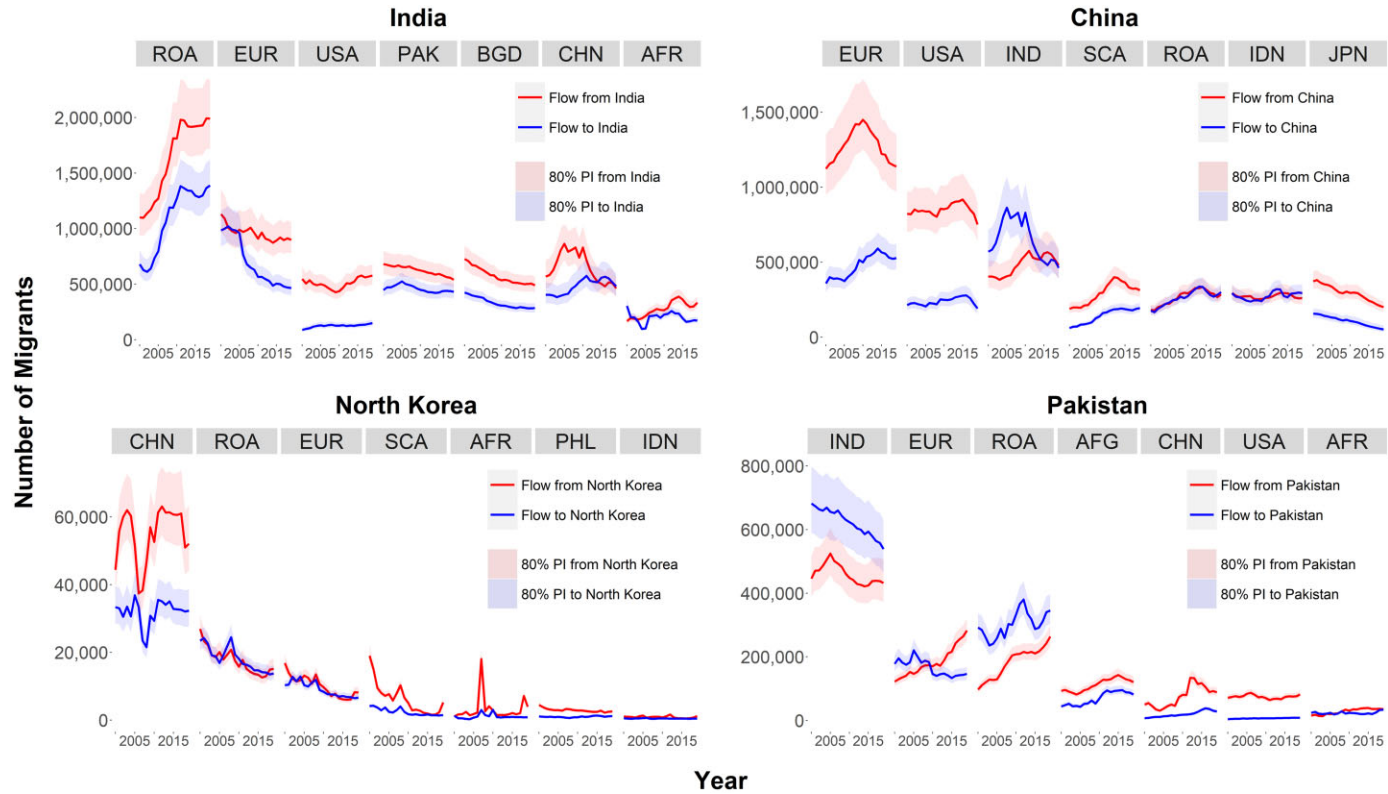 India
ROA EUR USA PAK BGD CHN AFR
2,000,000
1,500,000
1,000,000
500,000
0
Flow from India
Flow to India
80% PI from India
80% PI to India
2005 2015 2005 2015 2005 2015 2005 2015 2005 2015 2005 2015 2005 2015
China
EUR USA IND SCA ROA IDN JPN
1,500,000
1,000,000
500,000
0
Flow from China
Flow to China
80% PI from China
80% PI to China
2005 2015 2005 2015 2005 2015 2005 2015 2005 2015 2005 2015 2005 2015
Number of Migrants
North Korea
CHN ROA EUR SCA AFR PHL IDN
60,000
40,000
20,000
0
Flow from North Korea
Flow to North Korea
80% PI from North Korea
80% PI to North Korea
2005 2015 2005 2015 2005 2015 2005 2015 2005 2015 2005 2015 2005 2015
Pakistan
IND EUR ROA AFG CHN USA AFR
800,000
600,000
400,000
200,000
0
Flow from Pakistan
Flow to Pakistan
80% PI from Pakistan
80% PI to Pakistan
2005 2015 2005 2015 2005 2015 2005 2015 2005 2015 2005 2015 2005 2015
Year